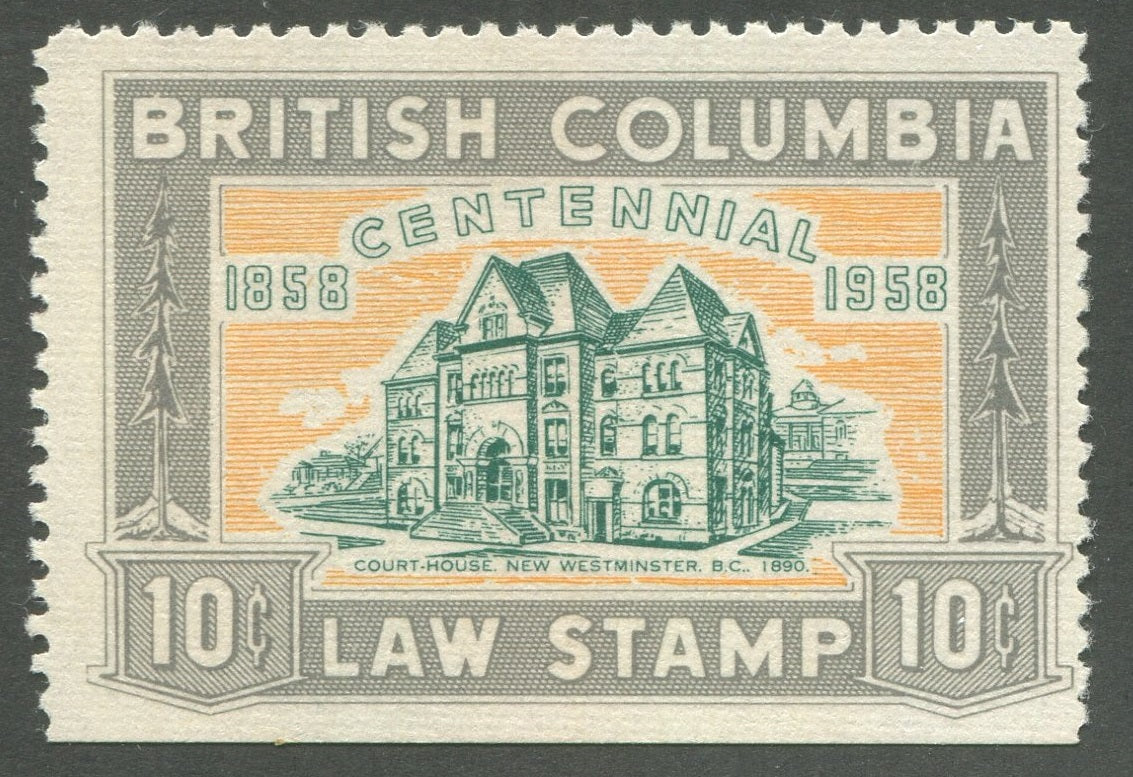 BRITISH COLUMBIA
CENTENNIAL
1858 1958
COURT-HOUSE. NEW WESTMINSTER. B.C.. 1890.
10¢ LAW STAMP 10¢